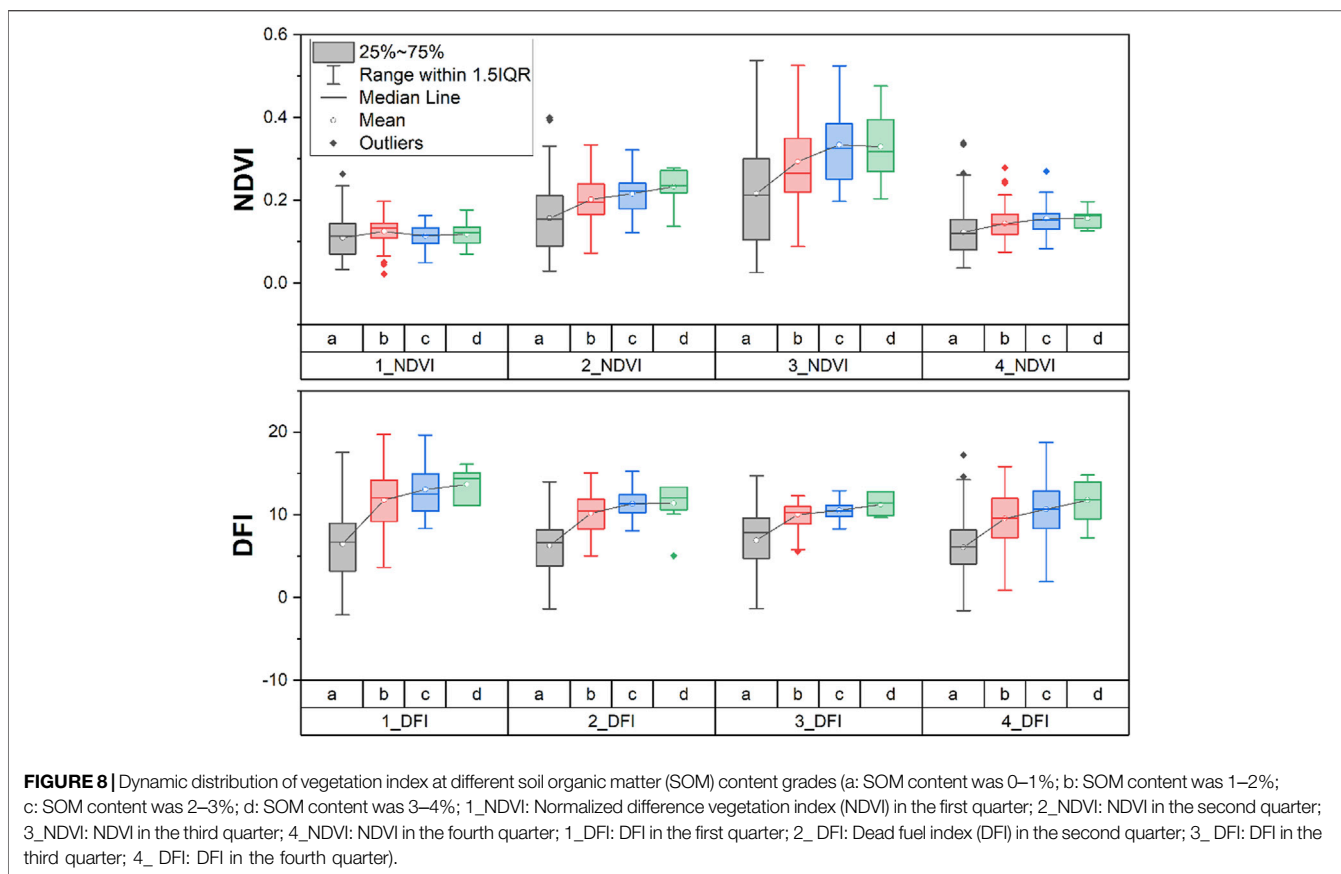 0.6
25%~75%
Range within 1.5IQR
Median Line
Mean
Outliers
0.4
0.2
0.0
NDVI
a b c d a b c d a b c d a b c d
1_NDVI 2_NDVI 3_NDVI 4_NDVI
20
10
0
-10
DFI
a b c d a b c d a b c d a b c d
1_DFI 2_DFI 3_DFI 4_DFI
FIGURE 8 | Dynamic distribution of vegetation index at different soil organic matter (SOM) content grades (a: SOM content was 0–1%; b: SOM content was 1–2%;
c: SOM content was 2–3%; d: SOM content was 3–4%; 1_NDVI: Normalized difference vegetation index (NDVI) in the first quarter; 2_NDVI: NDVI in the second quarter;
3_NDVI: NDVI in the third quarter; 4_NDVI: NDVI in the fourth quarter; 1_DFI: DFI in the first quarter; 2_ DFI: Dead fuel index (DFI) in the second quarter; 3_ DFI: DFI in the
third quarter; 4_ DFI: DFI in the fourth quarter).